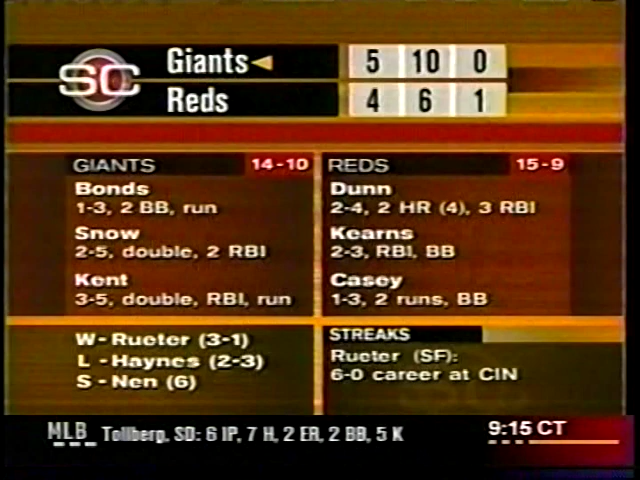 SC
Giants 5 10 0
Reds 4 6 1
GIANTS 14-10
Bonds
1-3, 2 BB, run
Snow
2-5, double, 2 RBI
Kent
3-5, double, RBI, run
REDS 15-9
Dunn
2-4, 2 HR (4), 3 RBI
Kearns
2-3, RBI, BB
Casey
1-3, 2 runs, BB
W-Rueter (3-1)
L -Haynes (2-3)
S -Nen (6)
STREAKS
Rueter (SF):
6-0 career at CIN
MLB Tollberg, SD: 6 IP, 7 H, 2 ER, 2 BB, 5 K 9:15 CT